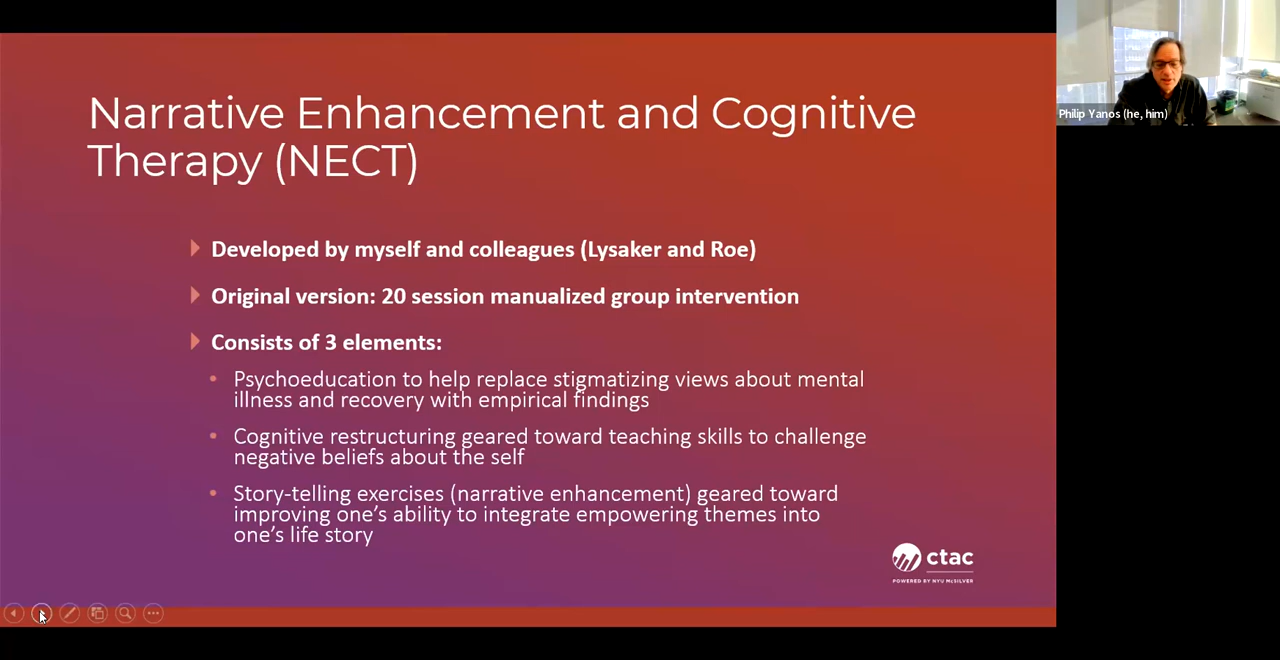 Narrative Enhancement and Cognitive
Therapy (NECT)
Developed by myself and colleagues (Lysaker and Roe)
Original version: 20 session manualized group intervention
Consists of 3 elements:
Psychoeducation to help replace stigmatizing views about mental
illness and recovery with empirical findings
Cognitive restructuring geared toward teaching skills to challenge
negative beliefs about the self
Story-telling exercises (narrative enhancement) geared toward
improving one's ability to integrate empowering themes into
one's life story
ctac
POWERED BY NYU McSILVER
Philip Yanos (he, him)